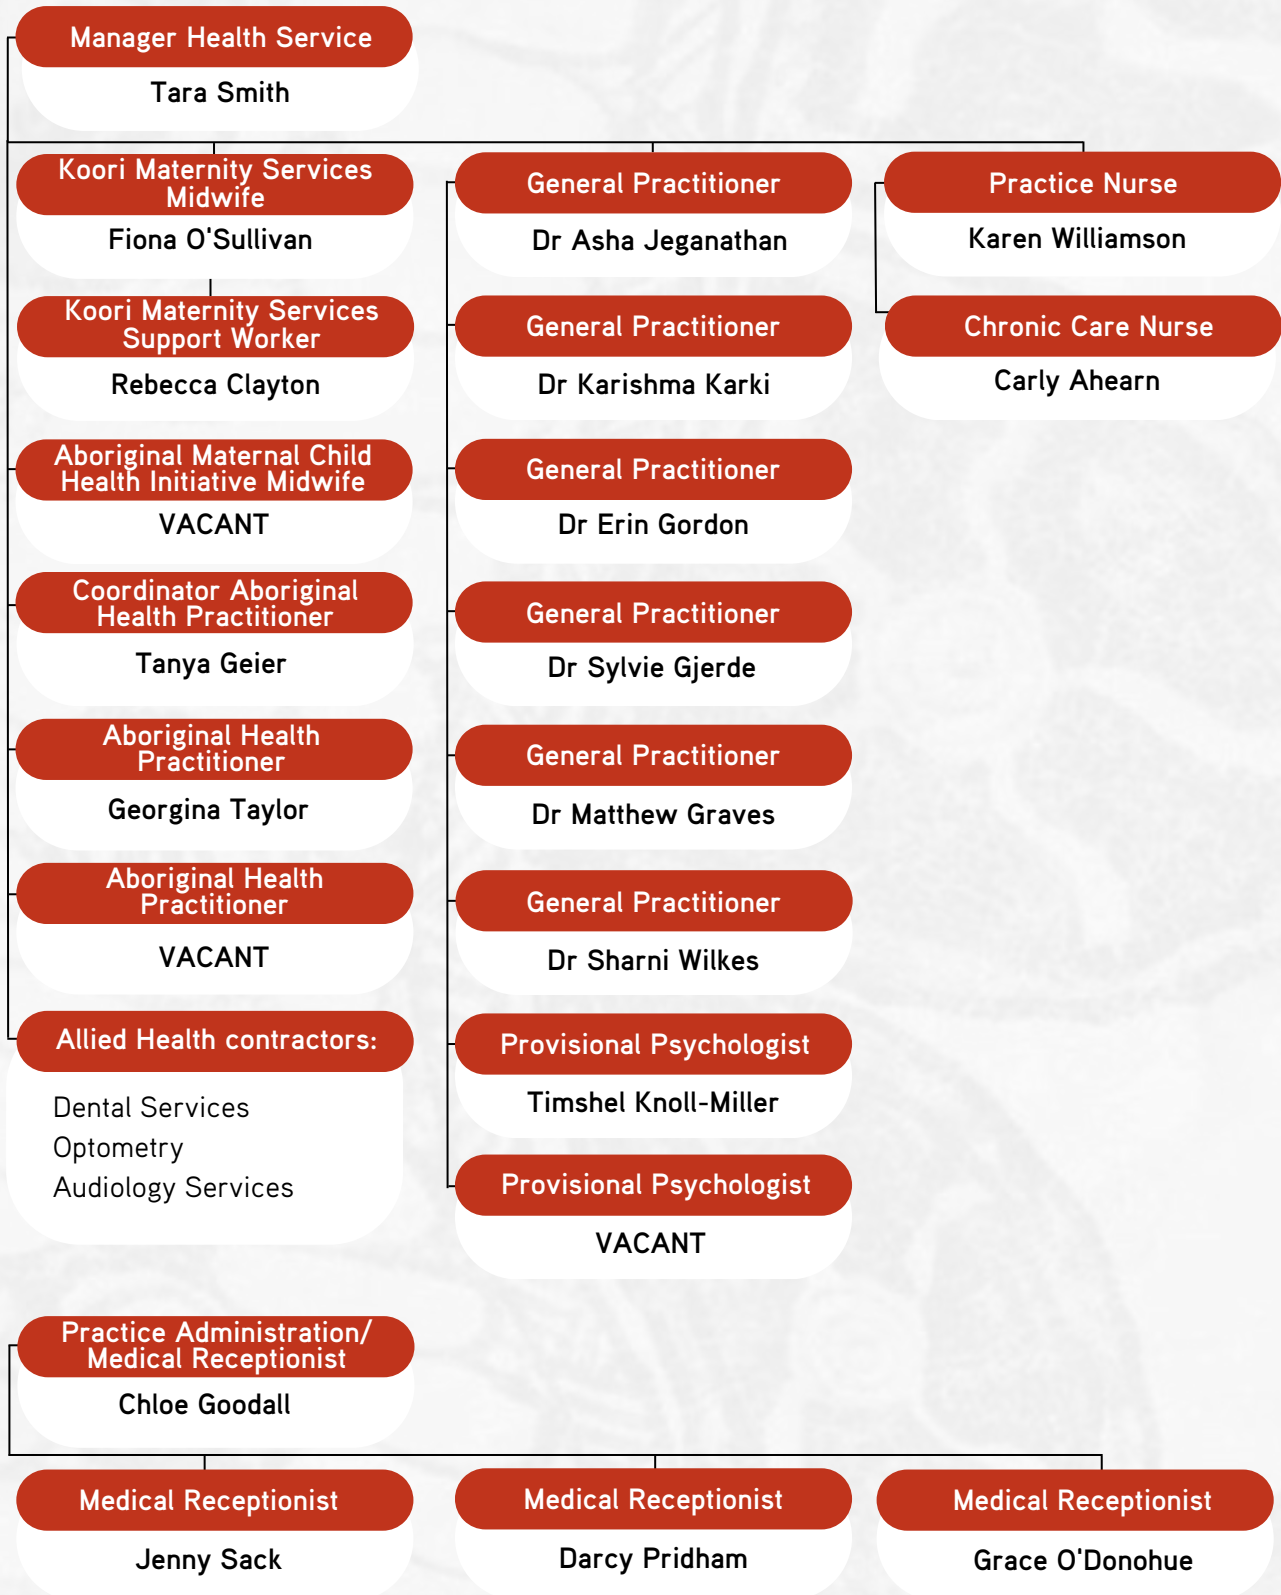 Manager Health Service
Tara Smith
Koori Maternity Services
Midwife
Fiona O'Sullivan
Koori Maternity Services
Support Worker
Rebecca Clayton
Aboriginal Maternal Child
Health Initiative Midwife
VACANT
Coordinator Aboriginal
Health Practitioner
Tanya Geier
Aboriginal Health
Practitioner
Georgina Taylor
Aboriginal Health
Practitioner
VACANT
Allied Health contractors:
Dental Services
Optometry
Audiology Services
General Practitioner
Dr Asha Jeganathan
General Practitioner
Dr Karishma Karki
General Practitioner
Dr Erin Gordon
General Practitioner
Dr Sylvie Gjerde
General Practitioner
Dr Matthew Graves
General Practitioner
Dr Sharni Wilkes
Provisional Psychologist
Timshel Knoll-Miller
Provisional Psychologist
VACANT
Practice Nurse
Karen Williamson
Chronic Care Nurse
Carly Ahearn
Practice Administration/
Medical Receptionist
Chloe Goodall
Medical Receptionist
Jenny Sack
Medical Receptionist
Darcy Pridham
Medical Receptionist
Grace O'Donohue